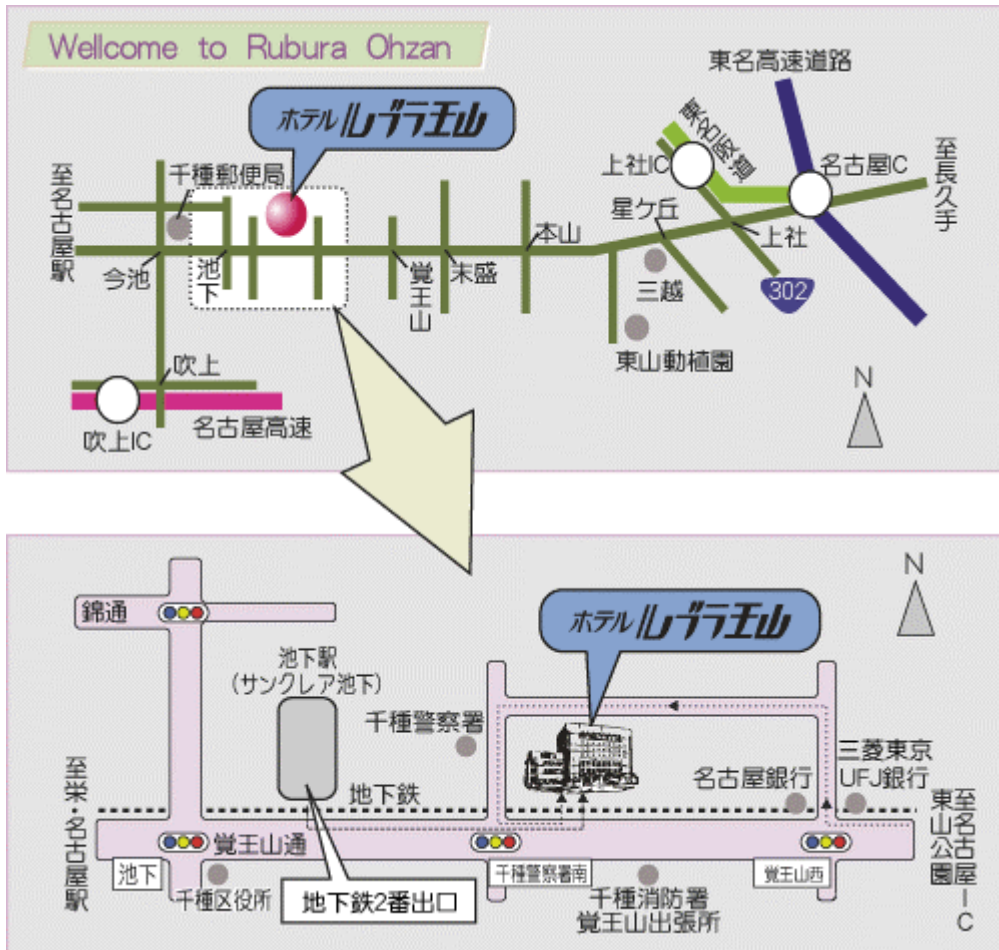 Wellcome to Rubura Ohzan
東名高速道路
ホテル ルブラ王山
東名阪道
上社IC
名古屋IC
至長久手
至名古屋駅
千種郵便局
星ケ丘
本山
上社
今池
池下
覚王山
末盛
三越
302
東山動植園
吹上
N
吹上IC
名古屋高速
N
錦通
ホテル ルブラ王山
池下駅
(サンクレア池下)
千種警察署
三菱東京
UFJ銀行
名古屋銀行
至栄 名古屋駅
地下鉄
至名古屋IC
東山公園
覚王山通
池下
千種警察署南
覚王山西
千種区役所
地下鉄2番出口
千種消防署
覚王山出張所